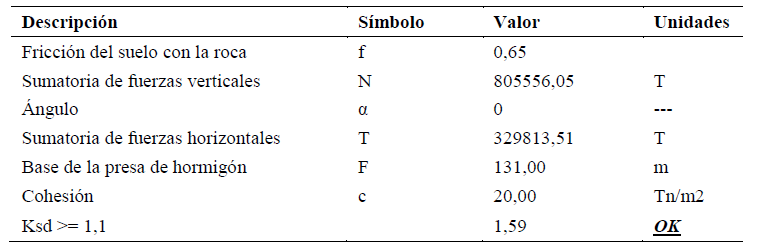 Descripción Símbolo Valor Unidades
Fricción del suelo con la roca f 0,65
Sumatoria de fuerzas verticales N 805556,05 T
Ángulo α 0 ---
Sumatoria de fuerzas horizontales T 329813,51 T
Base de la presa de hormigón F 131,00 m
Cohesión c 20,00 Tn/m2
Ksd >= 1,1 1,59 OK